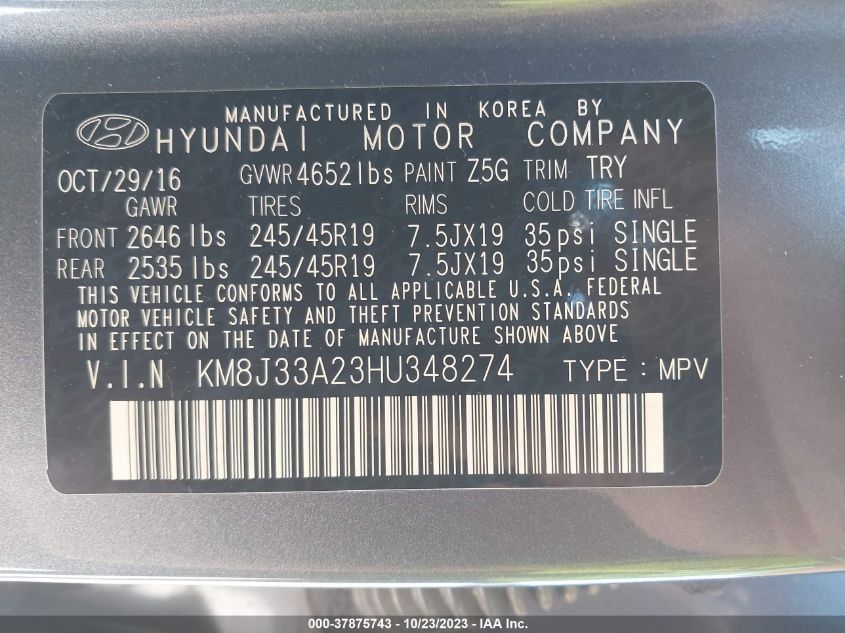 MANUFACTURED IN KOREA BY
HYUNDAI MOTOR COMPANY
OCT/29/16 GVWR 4652 lbs PAINT Z5G TRIM TRY
GAWR TIRES RIMS COLD TIRE INFL
FRONT 2646 lbs 245/45R19 7.5JX19 35psi SINGLE
REAR 2535 lbs 245/45R19 7.5JX19 35psi SINGLE
THIS VEHICLE CONFORMS TO ALL APPLICABLE U.S.A. FEDERAL
MOTOR VEHICLE SAFETY AND THEFT PREVENTION STANDARDS
IN EFFECT ON THE DATE OF MANUFACTURE SHOWN ABOVE
V.I.N KM8J33A23HU348274 TYPE : MPV
000-37875743 - 10/23/2023 - IAA Inc.